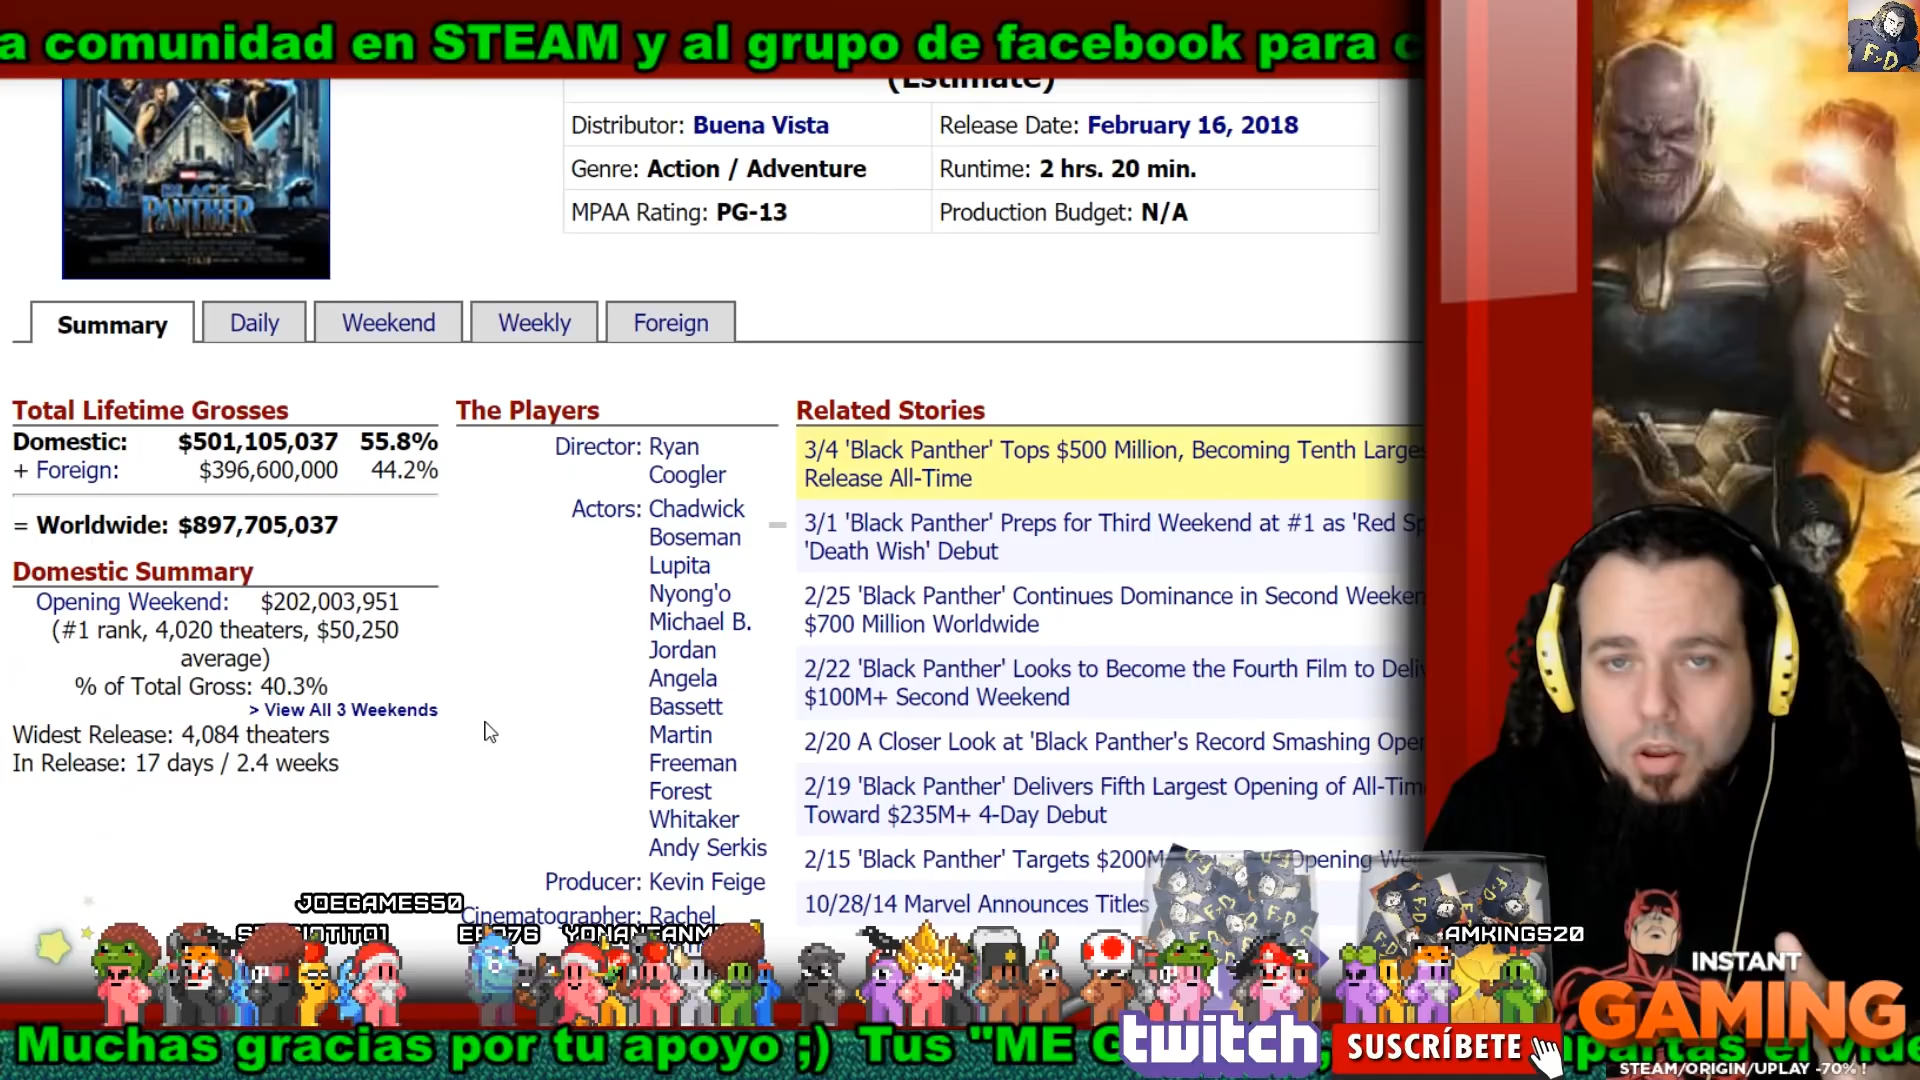 a comunidad en STEAM y al grupo de facebook para c
(Estimate)
Distributor: Buena Vista
Release Date: February 16, 2018
Genre: Action / Adventure
Runtime: 2 hrs. 20 min.
MPAA Rating: PG-13
Production Budget: N/A
BLACK
PANTHER
Summary
Daily
Weekend
Weekly
Foreign
Total Lifetime Grosses
Domestic: $501,105,037 55.8%
+ Foreign: $396,600,000 44.2%
= Worldwide: $897,705,037
Domestic Summary
Opening Weekend: $202,003,951
(#1 rank, 4,020 theaters, $50,250
average)
% of Total Gross: 40.3%
> View All 3 Weekends
Widest Release: 4,084 theaters
In Release: 17 days / 2.4 weeks
The Players
Director: Ryan
Coogler
Actors: Chadwick
Boseman
Lupita
Nyong'o
Michael B.
Jordan
Angela
Bassett
Martin
Freeman
Forest
Whitaker
Andy Serkis
Producer: Kevin Feige
Cinematographer: Rachel
Related Stories
3/4 'Black Panther' Tops $500 Million, Becoming Tenth Larges
Release All-Time
3/1 'Black Panther' Preps for Third Weekend at #1 as 'Red Sp
'Death Wish' Debut
2/25 'Black Panther' Continues Dominance in Second Weeken
$700 Million Worldwide
2/22 'Black Panther' Looks to Become the Fourth Film to Deli
$100M+ Second Weekend
2/20 A Closer Look at 'Black Panther's Record Smashing Ope
2/19 'Black Panther' Delivers Fifth Largest Opening of All-Tim
Toward $235M+ 4-Day Debut
2/15 'Black Panther' Targets $200M Opening We
10/28/14 Marvel Announces Titles
JOEGAMES50
AMKINGS20
F.D
INSTANT
GAMING
STEAM/ORIGIN/UPLAY -70% !
Muchas gracias por tu apoyo ;) Tus "ME G
twitch
SUSCRÍBETE